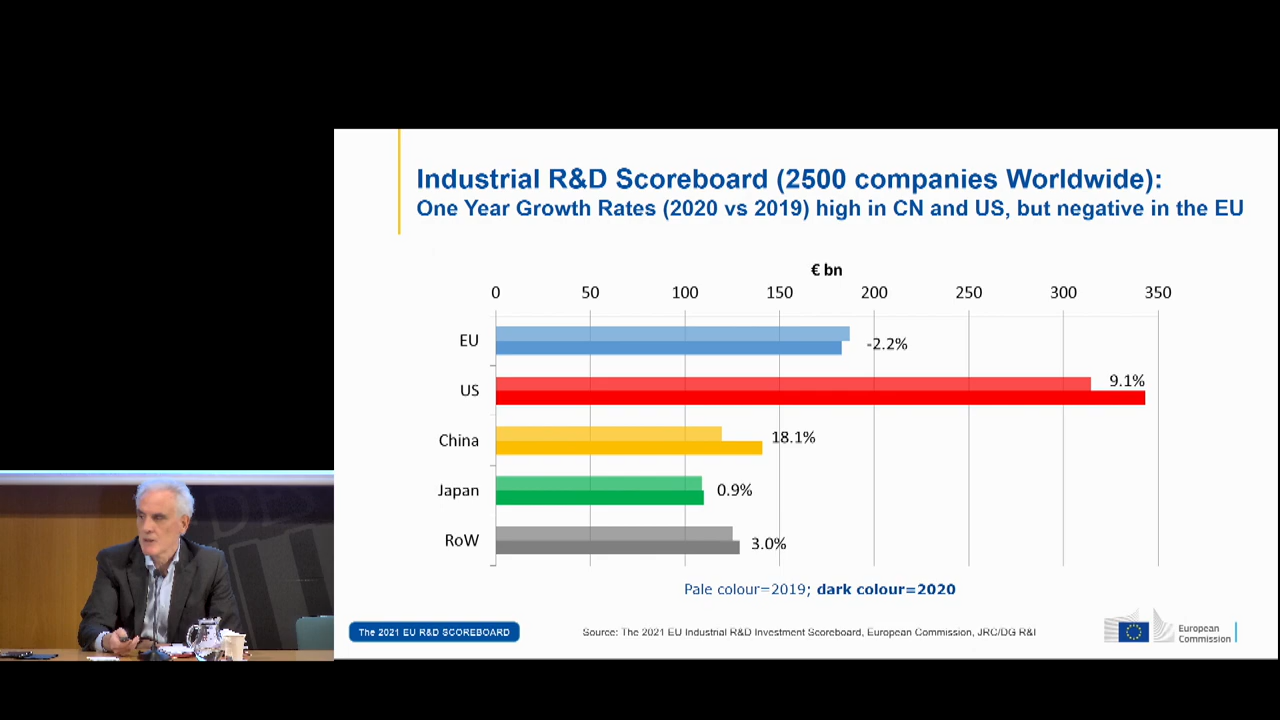 Industrial R&D Scoreboard (2500 companies Worldwide):
One Year Growth Rates (2020 vs 2019) high in CN and US, but negative in the EU
€ bn
0 50 100 150 200 250 300 350
EU -2.2%
US 9.1%
China 18.1%
Japan 0.9%
RoW 3.0%
Pale colour=2019; dark colour=2020
The 2021 EU R&D SCOREBOARD
Source: The 2021 EU Industrial R&D Investment Scoreboard, European Commission, JRC/DG R&I
European
Commission